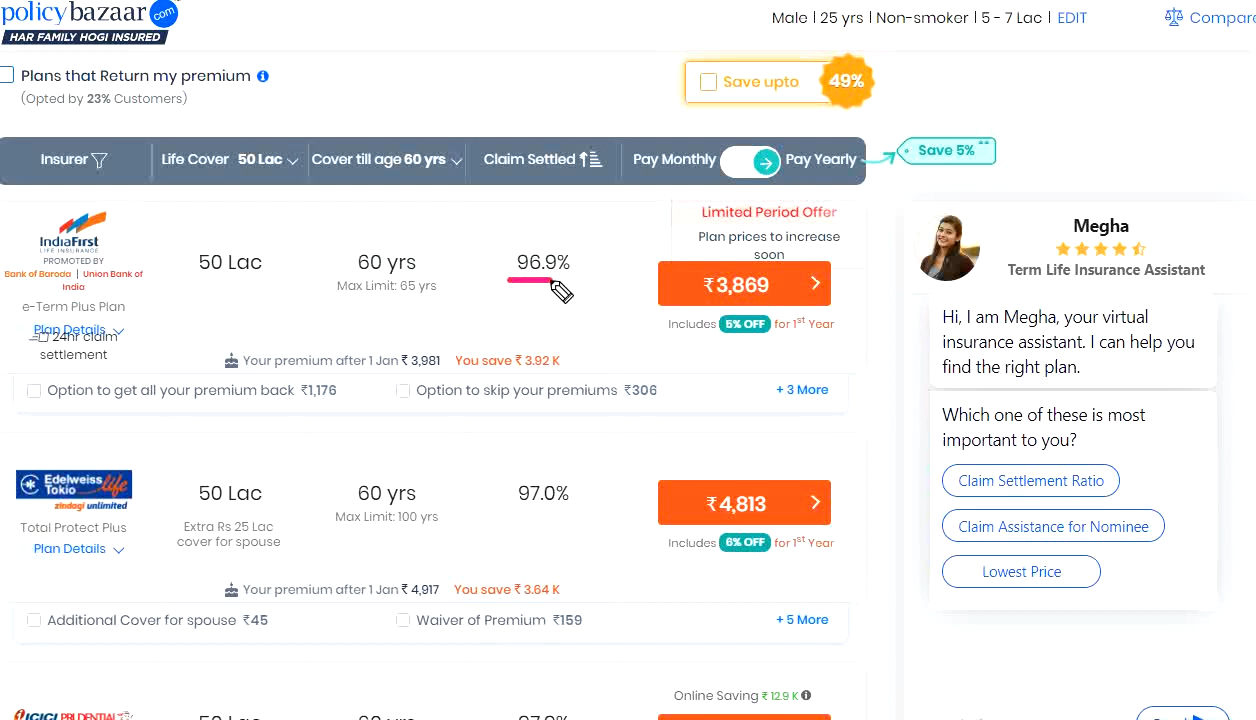 policybazaar.com
HAR FAMILY HOGI INSURED
Male | 25 yrs | Non-smoker | 5 - 7 Lac | EDIT
Compare
Plans that Return my premium
(Opted by 23% Customers)
Save upto 49%
Insurer
Life Cover 50 Lac
Cover till age 60 yrs
Claim Settled
Pay Monthly
Pay Yearly
Save 5%
IndiaFirst
LIFE INSURANCE
PROMOTED BY
Bank of Baroda | Union Bank of
India
e-Term Plus Plan
Plan Details
24hr claim
settlement
50 Lac
60 yrs
Max Limit: 65 yrs
96.9%
Limited Period Offer
Plan prices to increase
soon
₹3,869
Includes 5% OFF for 1st Year
Your premium after 1 Jan ₹ 3,981
You save ₹ 3.92 K
Option to get all your premium back ₹1,176
Option to skip your premiums ₹306
+ 3 More
Edelweiss
Tokio life
zindagi unlimited
Total Protect Plus
Plan Details
50 Lac
Extra Rs 25 Lac
cover for spouse
60 yrs
Max Limit: 100 yrs
97.0%
₹4,813
Includes 6% OFF for 1st Year
Your premium after 1 Jan ₹ 4,917
You save ₹ 3.64 K
Additional Cover for spouse ₹45
Waiver of Premium ₹159
+ 5 More
ICICI PRUDENTIAL
50 Lac
60 yrs
Online Saving ₹ 12.9 K
Megha
Term Life Insurance Assistant
Hi, I am Megha, your virtual
insurance assistant. I can help you
find the right plan.
Which one of these is most
important to you?
Claim Settlement Ratio
Claim Assistance for Nominee
Lowest Price